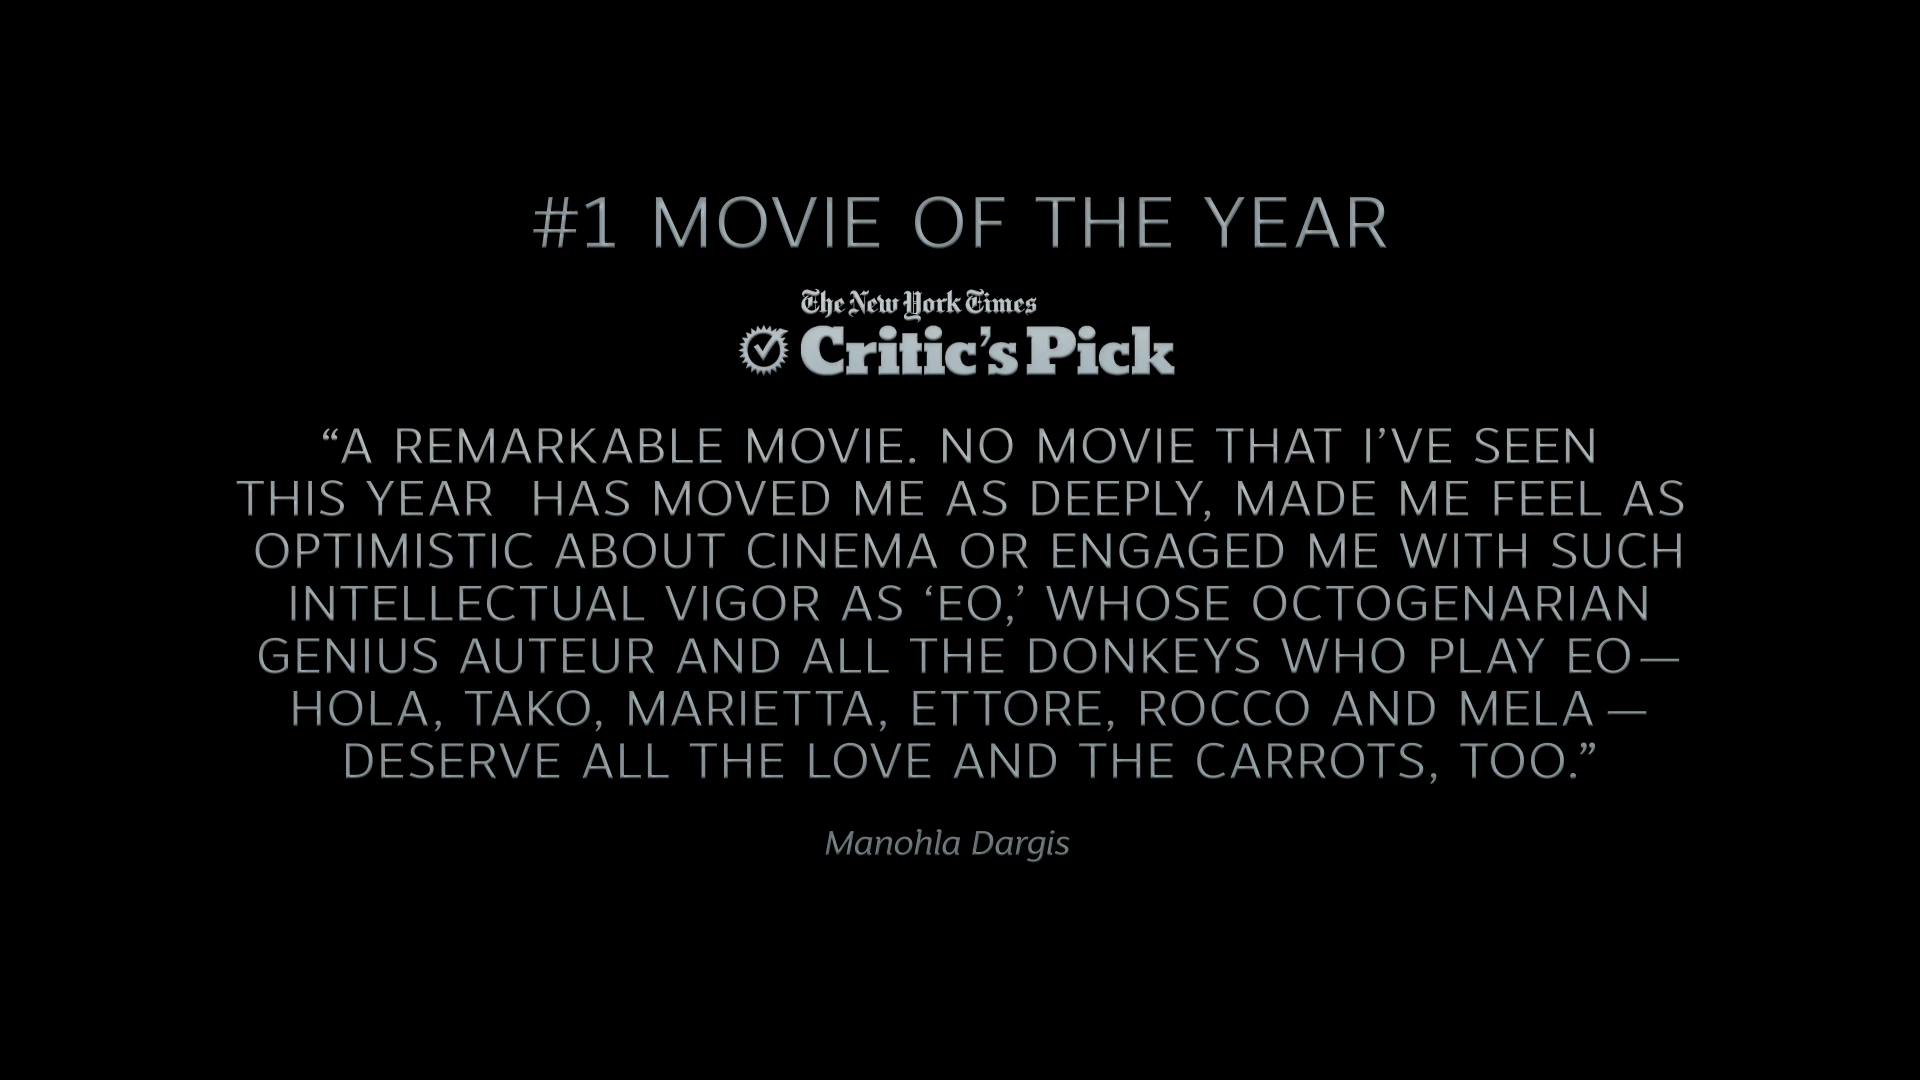 #1 MOVIE OF THE YEAR
The New York Times
Critic’s Pick
“A REMARKABLE MOVIE. NO MOVIE THAT I’VE SEEN
THIS YEAR  HAS MOVED ME AS DEEPLY, MADE ME FEEL AS
OPTIMISTIC ABOUT CINEMA OR ENGAGED ME WITH SUCH
INTELLECTUAL VIGOR AS ‘EO,’ WHOSE OCTOGENARIAN
GENIUS AUTEUR AND ALL THE DONKEYS WHO PLAY EO—
HOLA, TAKO, MARIETTA, ETTORE, ROCCO AND MELA —
DESERVE ALL THE LOVE AND THE CARROTS, TOO.”
Manohla Dargis